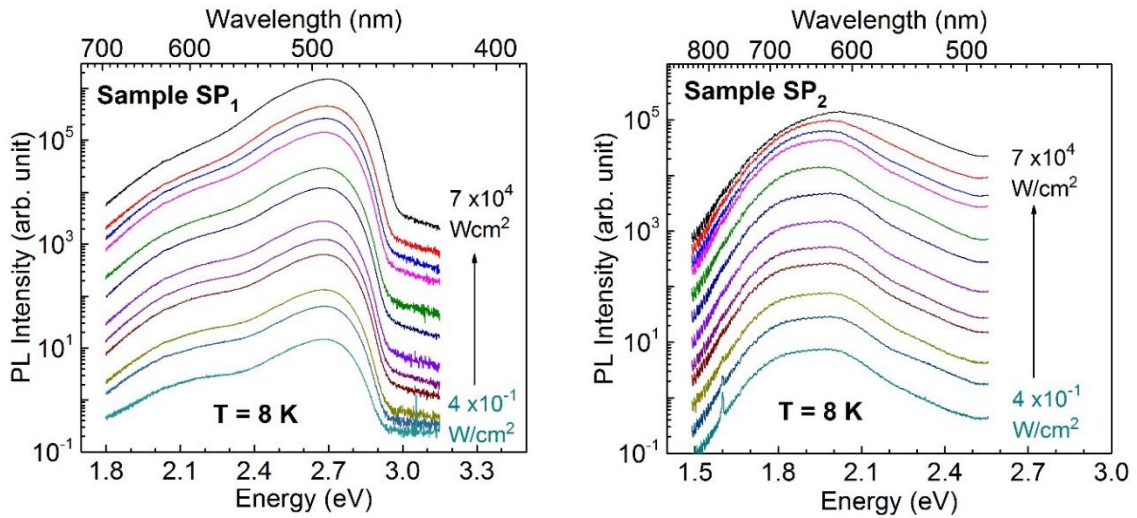 Wavelength (nm)
700 600 500 400
Sample SP1
PL Intensity (arb. unit)
10^5
10^3
10^1
10^-1
7 x10^4
Wcm^2
4 x10^-1
W/cm^2
T = 8 K
1.8 2.1 2.4 2.7 3.0 3.3
Energy (eV)
Wavelength (nm)
800 700 600 500
Sample SP2
PL Intensity (arb. unit)
10^5
10^3
10^1
10^-1
7 x10^4
W/cm^2
4 x10^-1
W/cm^2
T = 8 K
1.5 1.8 2.1 2.4 2.7 3.0
Energy (eV)